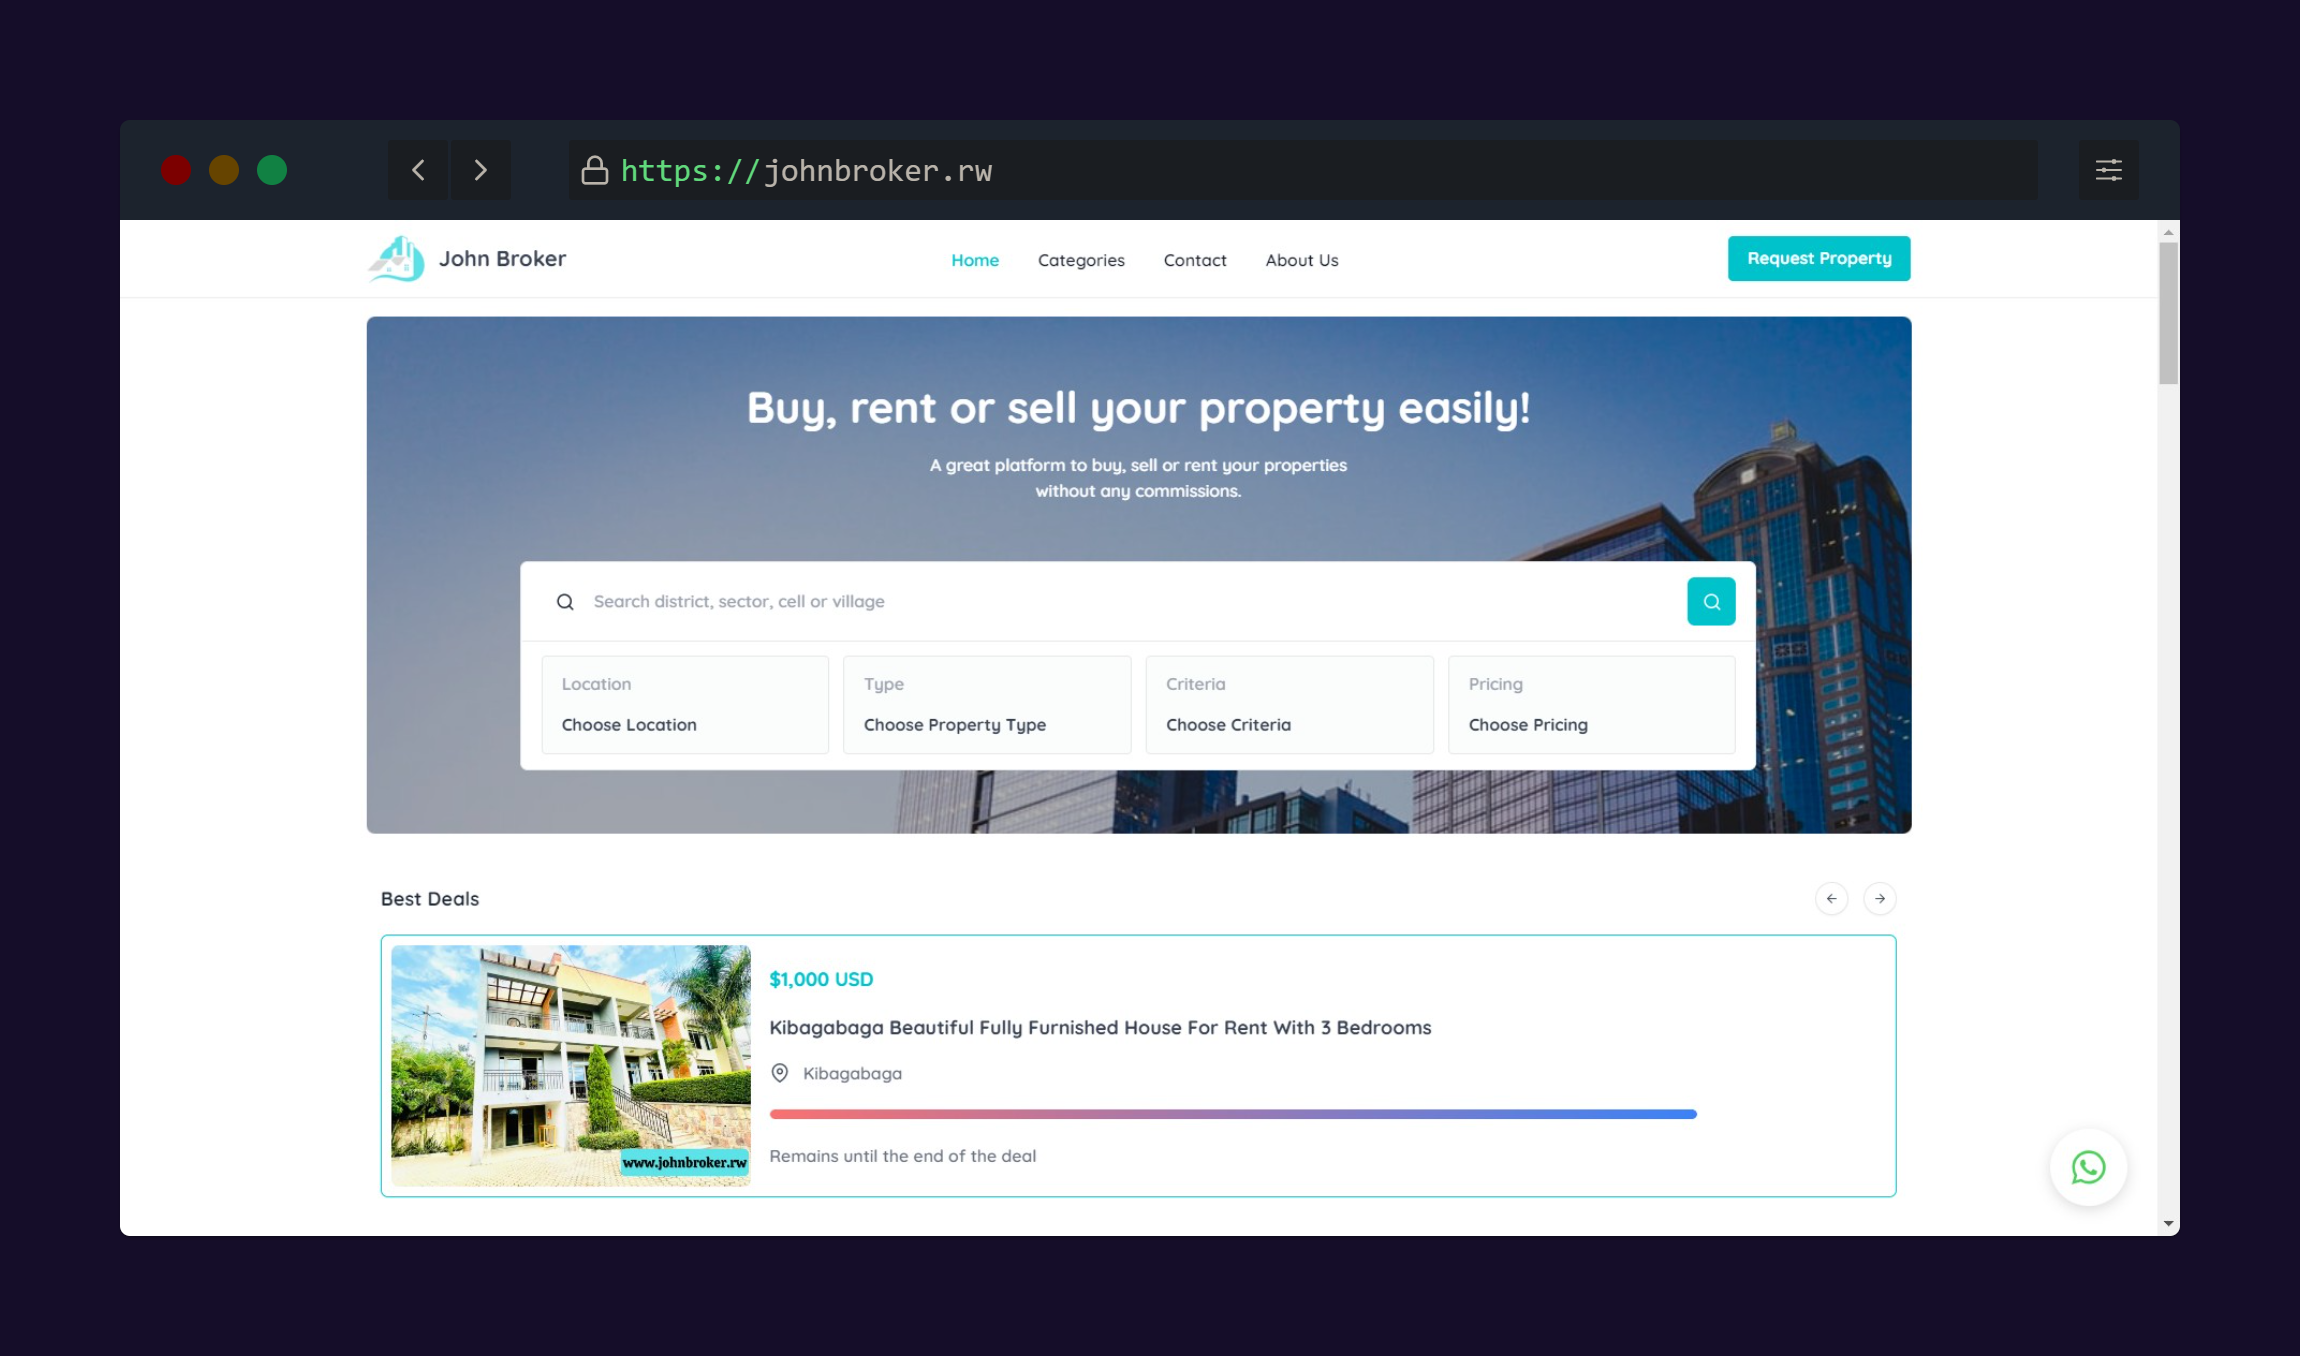 https://johnbroker.rw
John Broker
Home
Categories
Contact
About Us
Request Property
Buy, rent or sell your property easily!
A great platform to buy, sell or rent your properties
without any commissions.
Search district, sector, cell or village
Location
Choose Location
Type
Choose Property Type
Criteria
Choose Criteria
Pricing
Choose Pricing
Best Deals
$1,000 USD
Kibagabaga Beautiful Fully Furnished House For Rent With 3 Bedrooms
Kibagabaga
Remains until the end of the deal
www.johnbroker.rw